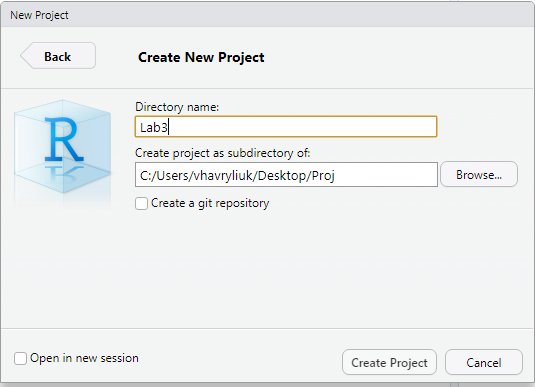 New Project
Back
Create New Project
R
Directory name:
Lab3
Create project as subdirectory of:
C:/Users/vhavryliuk/Desktop/Proj
Browse...
Create a git repository
Open in new session
Create Project
Cancel